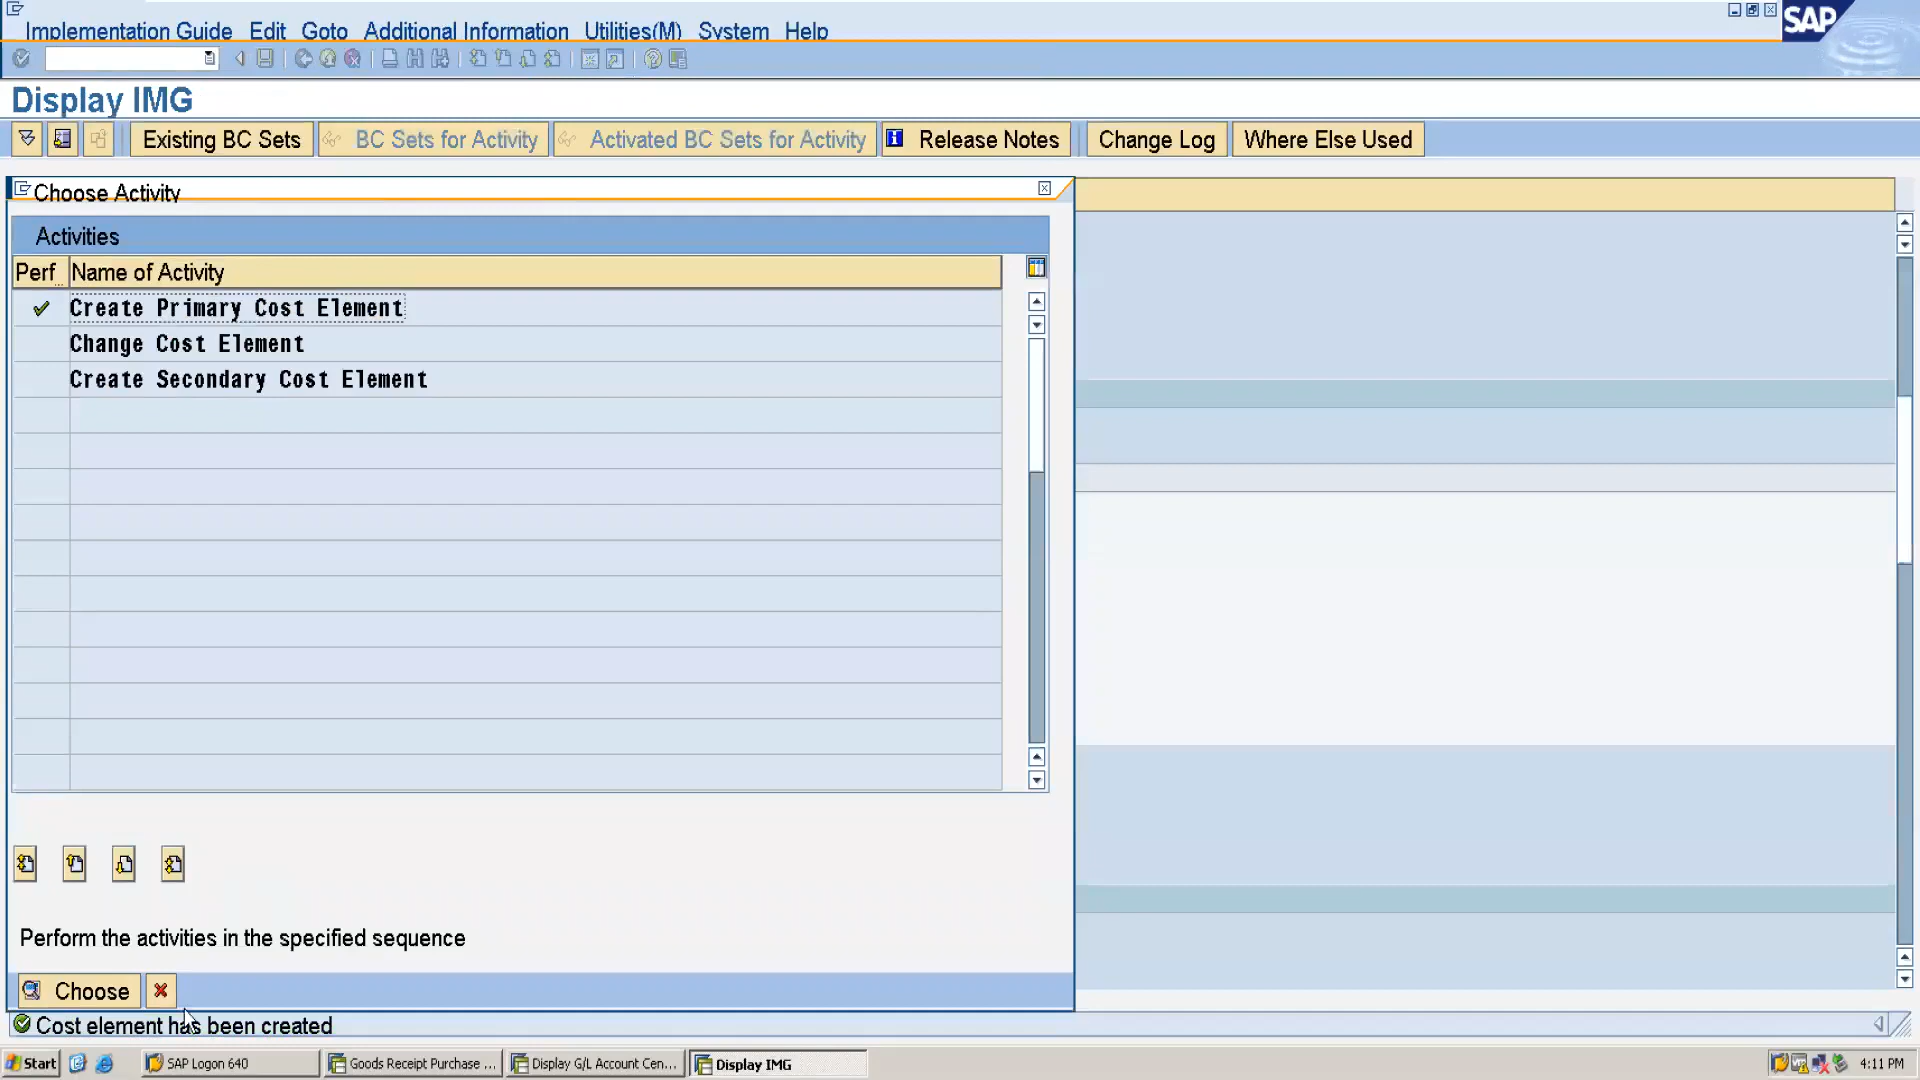 Implementation Guide Edit Goto Additional Information Utilities(M) System Help
SAP
Display IMG
Existing BC Sets BC Sets for Activity Activated BC Sets for Activity Release Notes Change Log Where Else Used
Choose Activity
Activities
Perf.. Name of Activity
Create Primary Cost Element
Change Cost Element
Create Secondary Cost Element
Perform the activities in the specified sequence
Choose
Cost element has been created
Start SAP Logon 640 Goods Receipt Purchase ... Display G/L Account Cen... Display IMG 4:11 PM